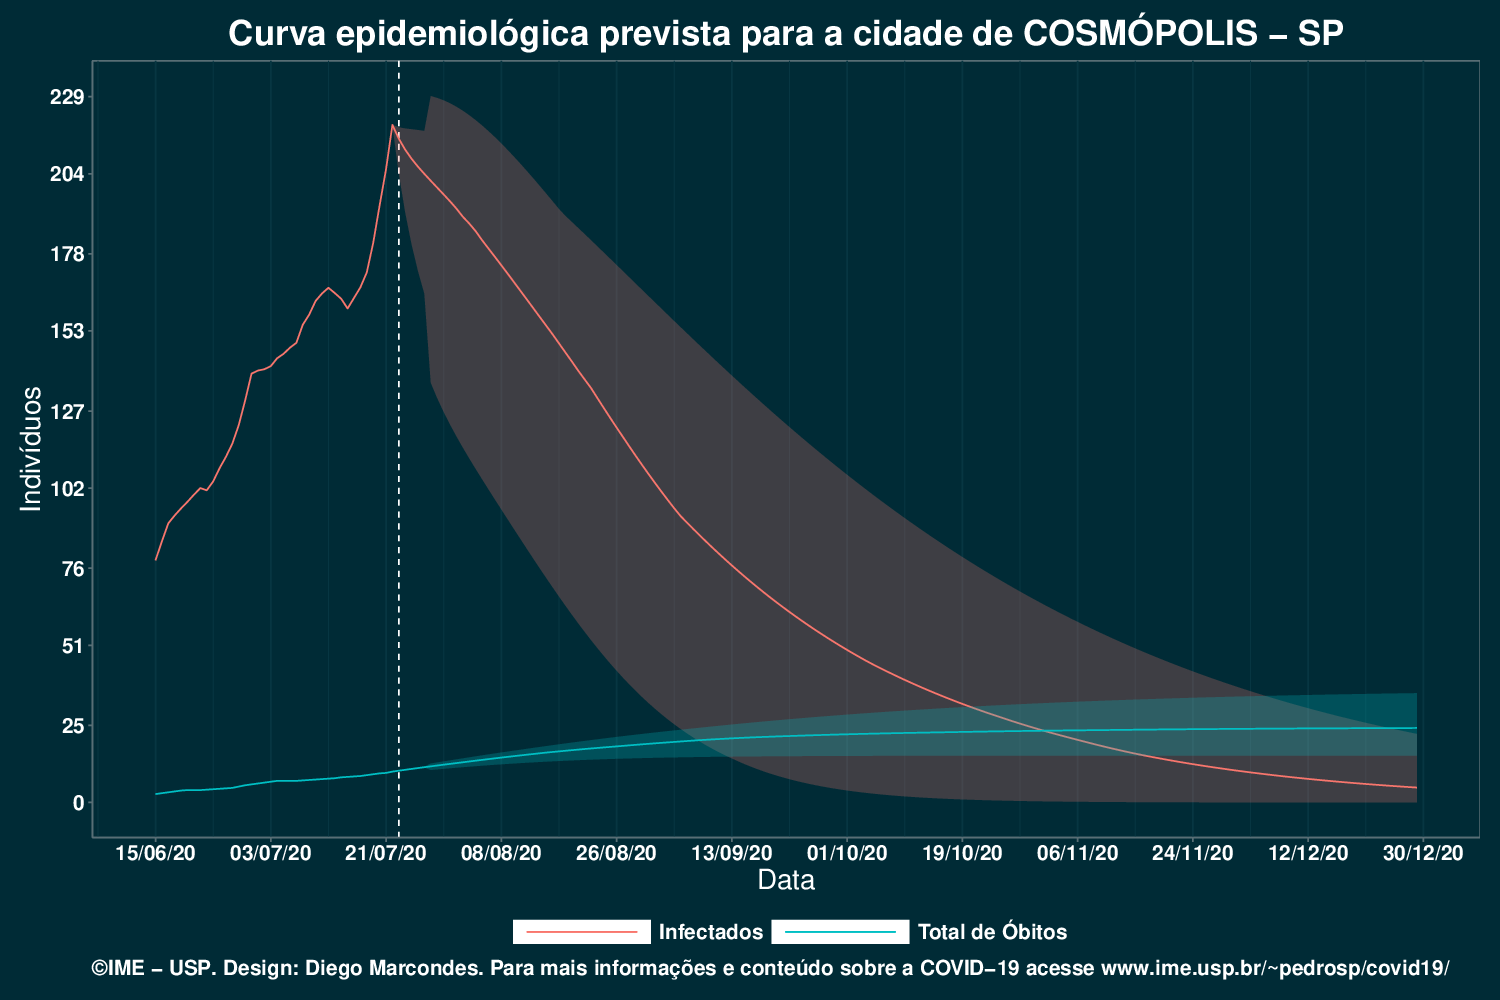 Curva epidemiológica prevista para a cidade de COSMÓPOLIS – SP
229
204
178
153
127
102
76
51
25
0
Indivíduos
15/06/20 03/07/20 21/07/20 08/08/20 26/08/20 13/09/20 01/10/20 19/10/20 06/11/20 24/11/20 12/12/20 30/12/20
Data
Infectados Total de Óbitos
©IME – USP. Design: Diego Marcondes. Para mais informações e conteúdo sobre a COVID–19 acesse www.ime.usp.br/~pedrosp/covid19/